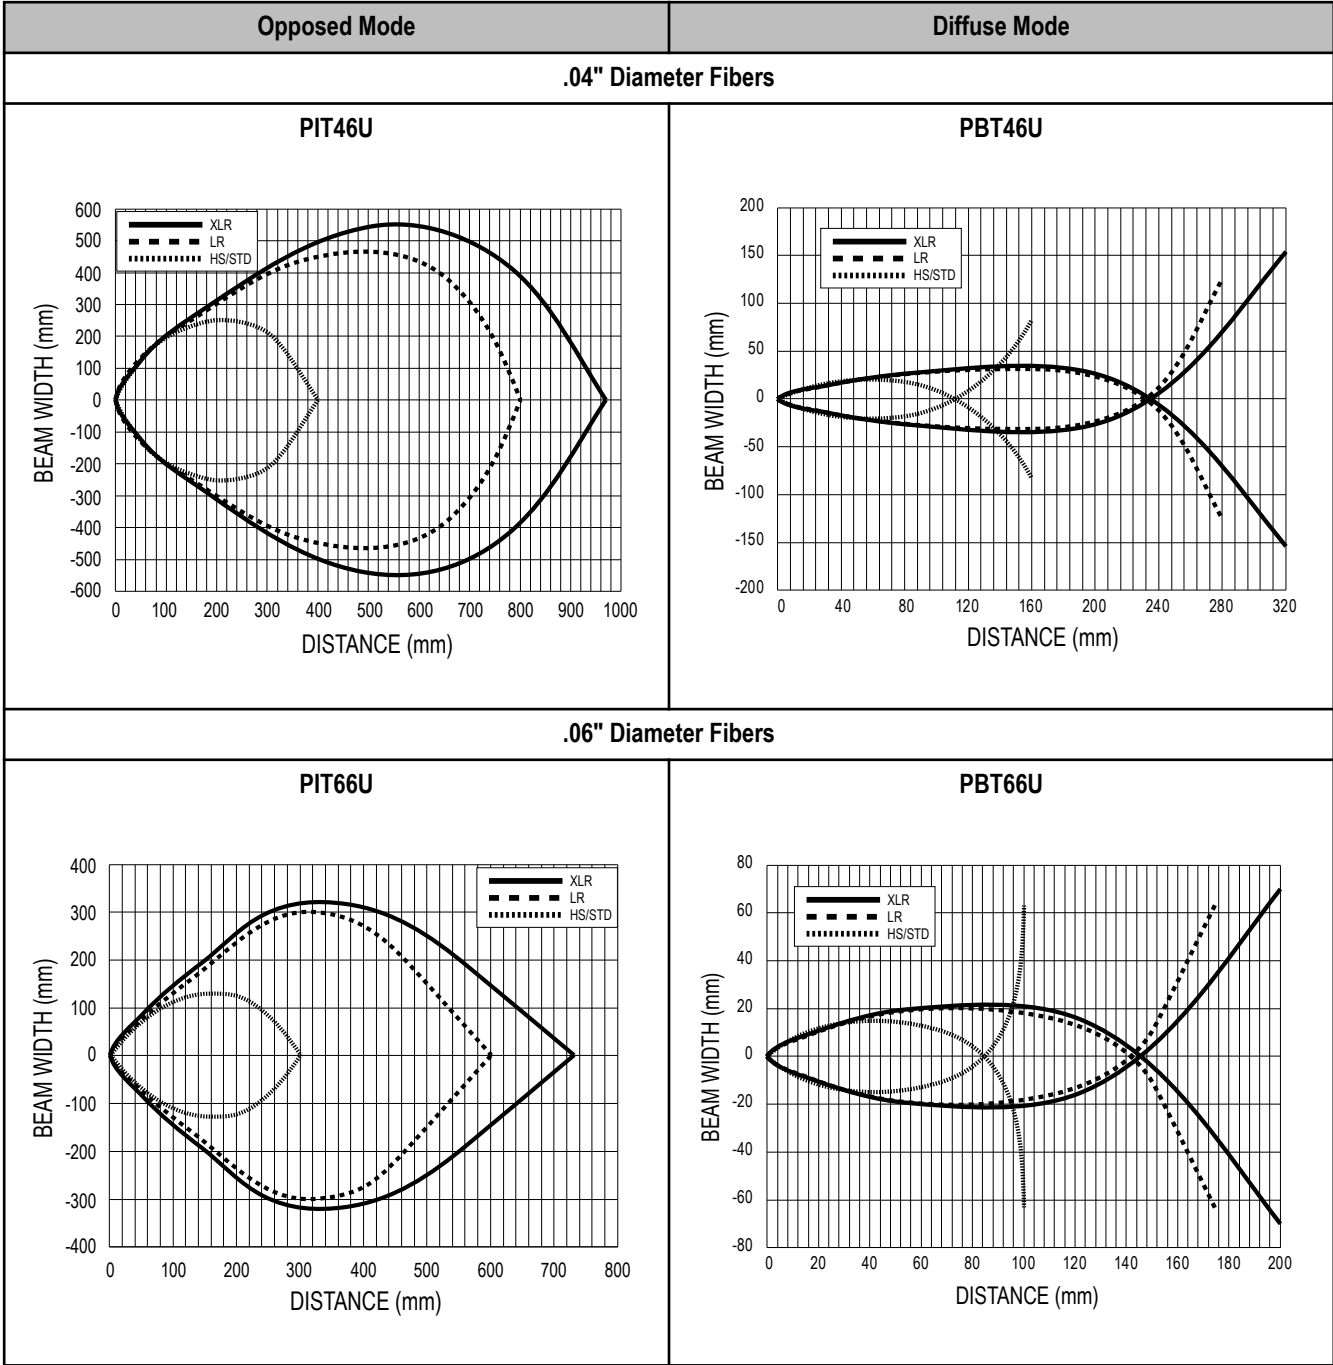 Opposed Mode
Diffuse Mode
.04" Diameter Fibers
PIT46U
600
500
400
300
200
100
0
-100
-200
-300
-400
-500
-600
BEAM WIDTH (mm)
XLR
LR
HS/STD
0 100 200 300 400 500 600 700 800 900 1000
DISTANCE (mm)
PBT46U
200
150
100
50
0
-50
-100
-150
-200
BEAM WIDTH (mm)
XLR
LR
HS/STD
0 40 80 120 160 200 240 280 320
DISTANCE (mm)
.06" Diameter Fibers
PIT66U
400
300
200
100
0
-100
-200
-300
-400
BEAM WIDTH (mm)
XLR
LR
HS/STD
0 100 200 300 400 500 600 700 800
DISTANCE (mm)
PBT66U
80
60
40
20
0
-20
-40
-60
-80
BEAM WIDTH (mm)
XLR
LR
HS/STD
0 20 40 60 80 100 120 140 160 180 200
DISTANCE (mm)